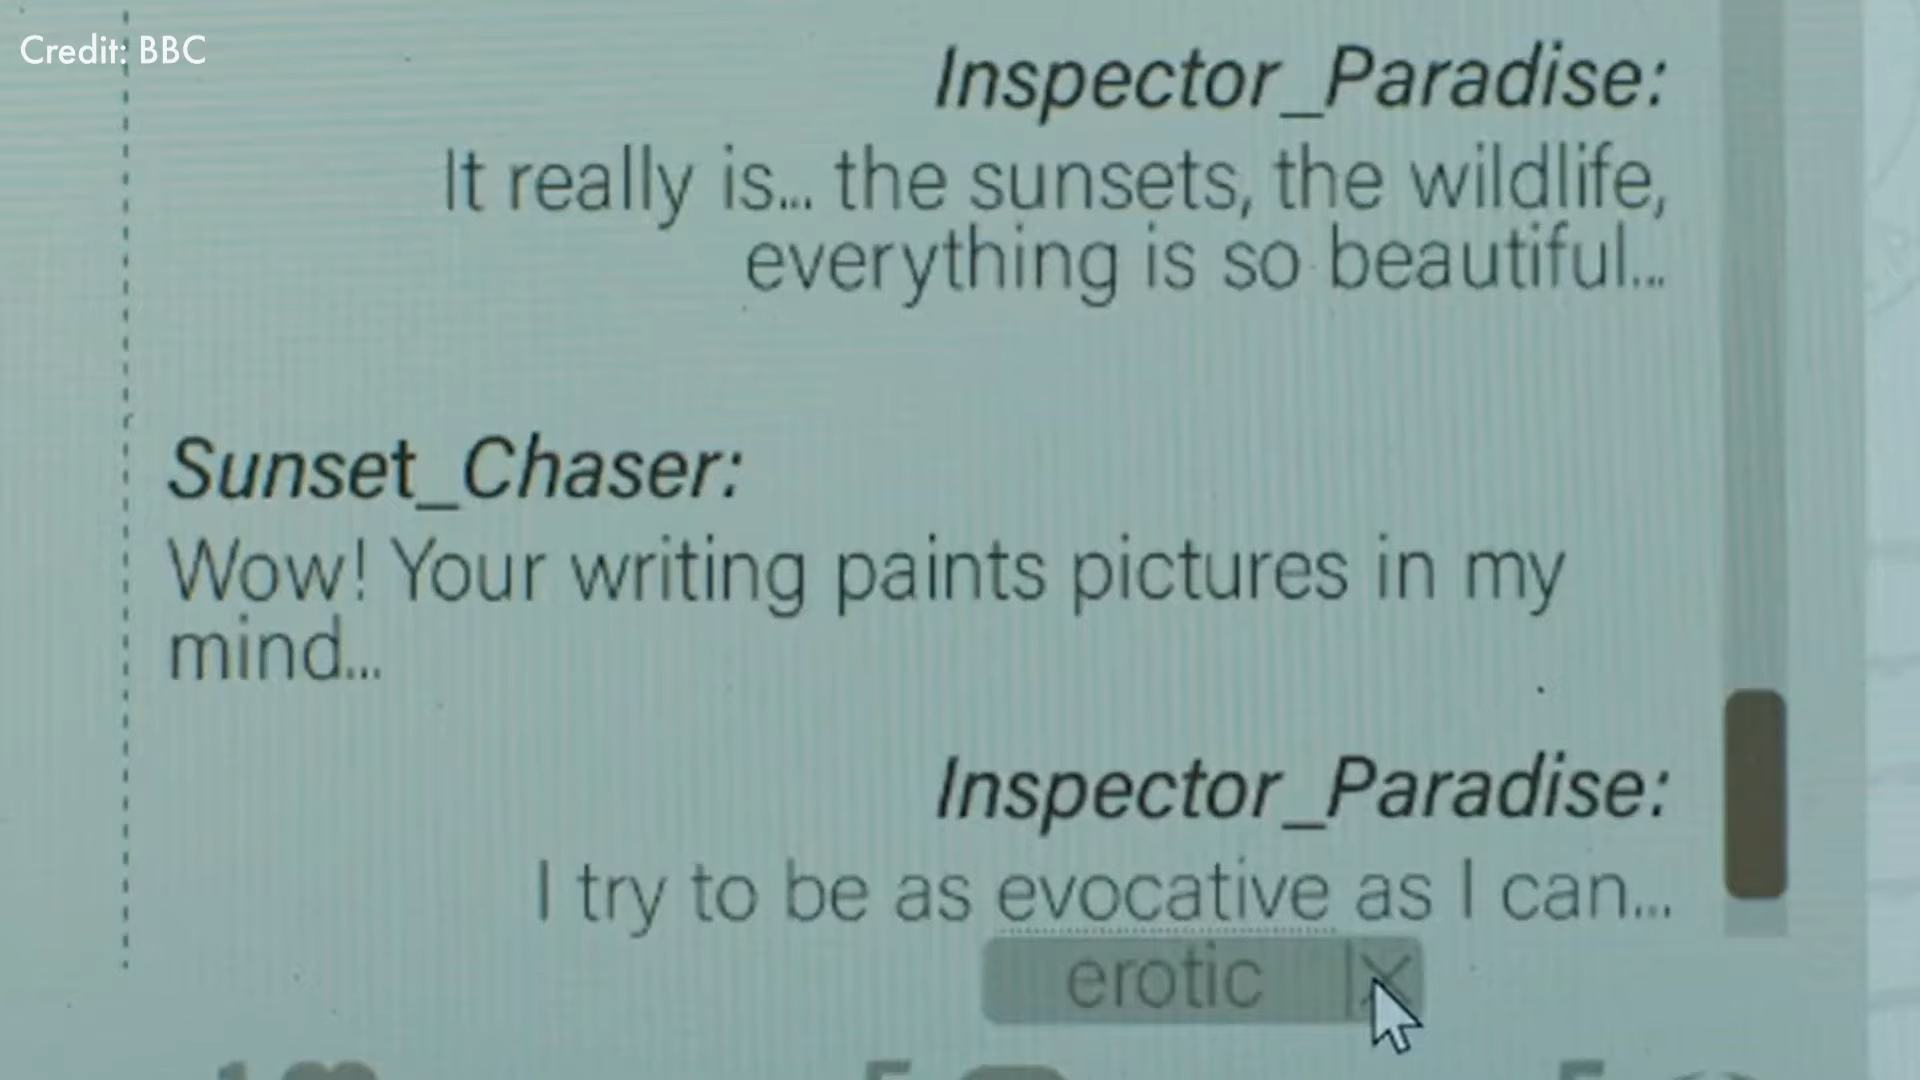 Credit: BBC
Inspector_Paradise:
It really is... the sunsets, the wildlife,
everything is so beautiful...
Sunset_Chaser:
Wow! Your writing paints pictures in my
mind...
Inspector_Paradise:
I try to be as evocative as I can...
erotic